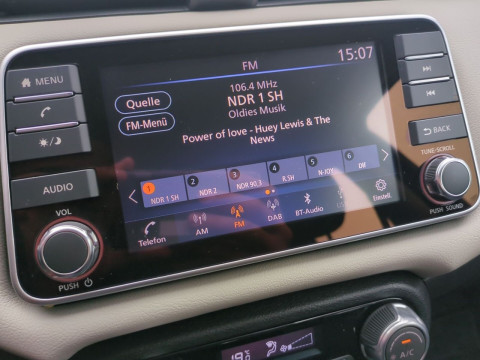 FM 15:07
MENU
106.4 MHz
Quelle
NDR 1 SH
Oldies Musik
FM-Menü
Power of love - Huey Lewis & The
News
BACK
AUDIO
TUNE·SCROLL
1 2 3 4 5 6
NDR 1 SH NDR 2 NDR 90.3 R.SH N-JOY Dlf
VOL
Telefon AM FM DAB BT-Audio Einstell.
PUSH
PUSH SOUND
19
A/C